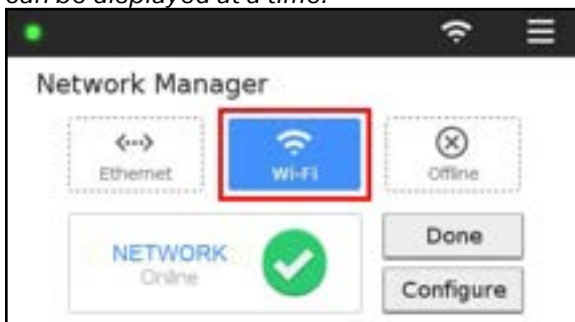 can be displayed at a time.
Network Manager
Ethernet
Wi-Fi
Offline
NETWORK
Online
Done
Configure